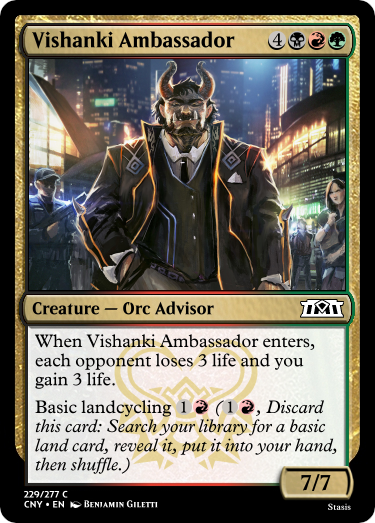 Vishanki Ambassador 4
Creature — Orc Advisor
When Vishanki Ambassador enters,
each opponent loses 3 life and you
gain 3 life.
Basic landcycling 1 (1, Discard
this card: Search your library for a basic
land card, reveal it, put it into your hand,
then shuffle.)
7/7
229/277 C
CNY • EN Benjamin Giletti
Stasis